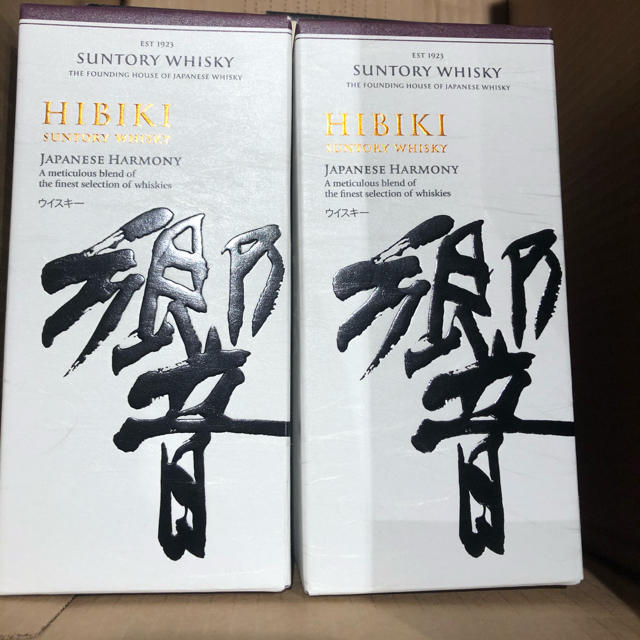 EST 1923
SUNTORY WHISKY
THE FOUNDING HOUSE OF JAPANESE WHISKY
HIBIKI
SUNTORY WHISKY
JAPANESE HARMONY
A meticulous blend of
the finest selection of whiskies
ウイスキー
響
EST 1923
SUNTORY WHISKY
THE FOUNDING HOUSE OF JAPANESE WHISKY
HIBIKI
SUNTORY WHISKY
JAPANESE HARMONY
A meticulous blend of
the finest selection of whiskies
ウイスキー
響